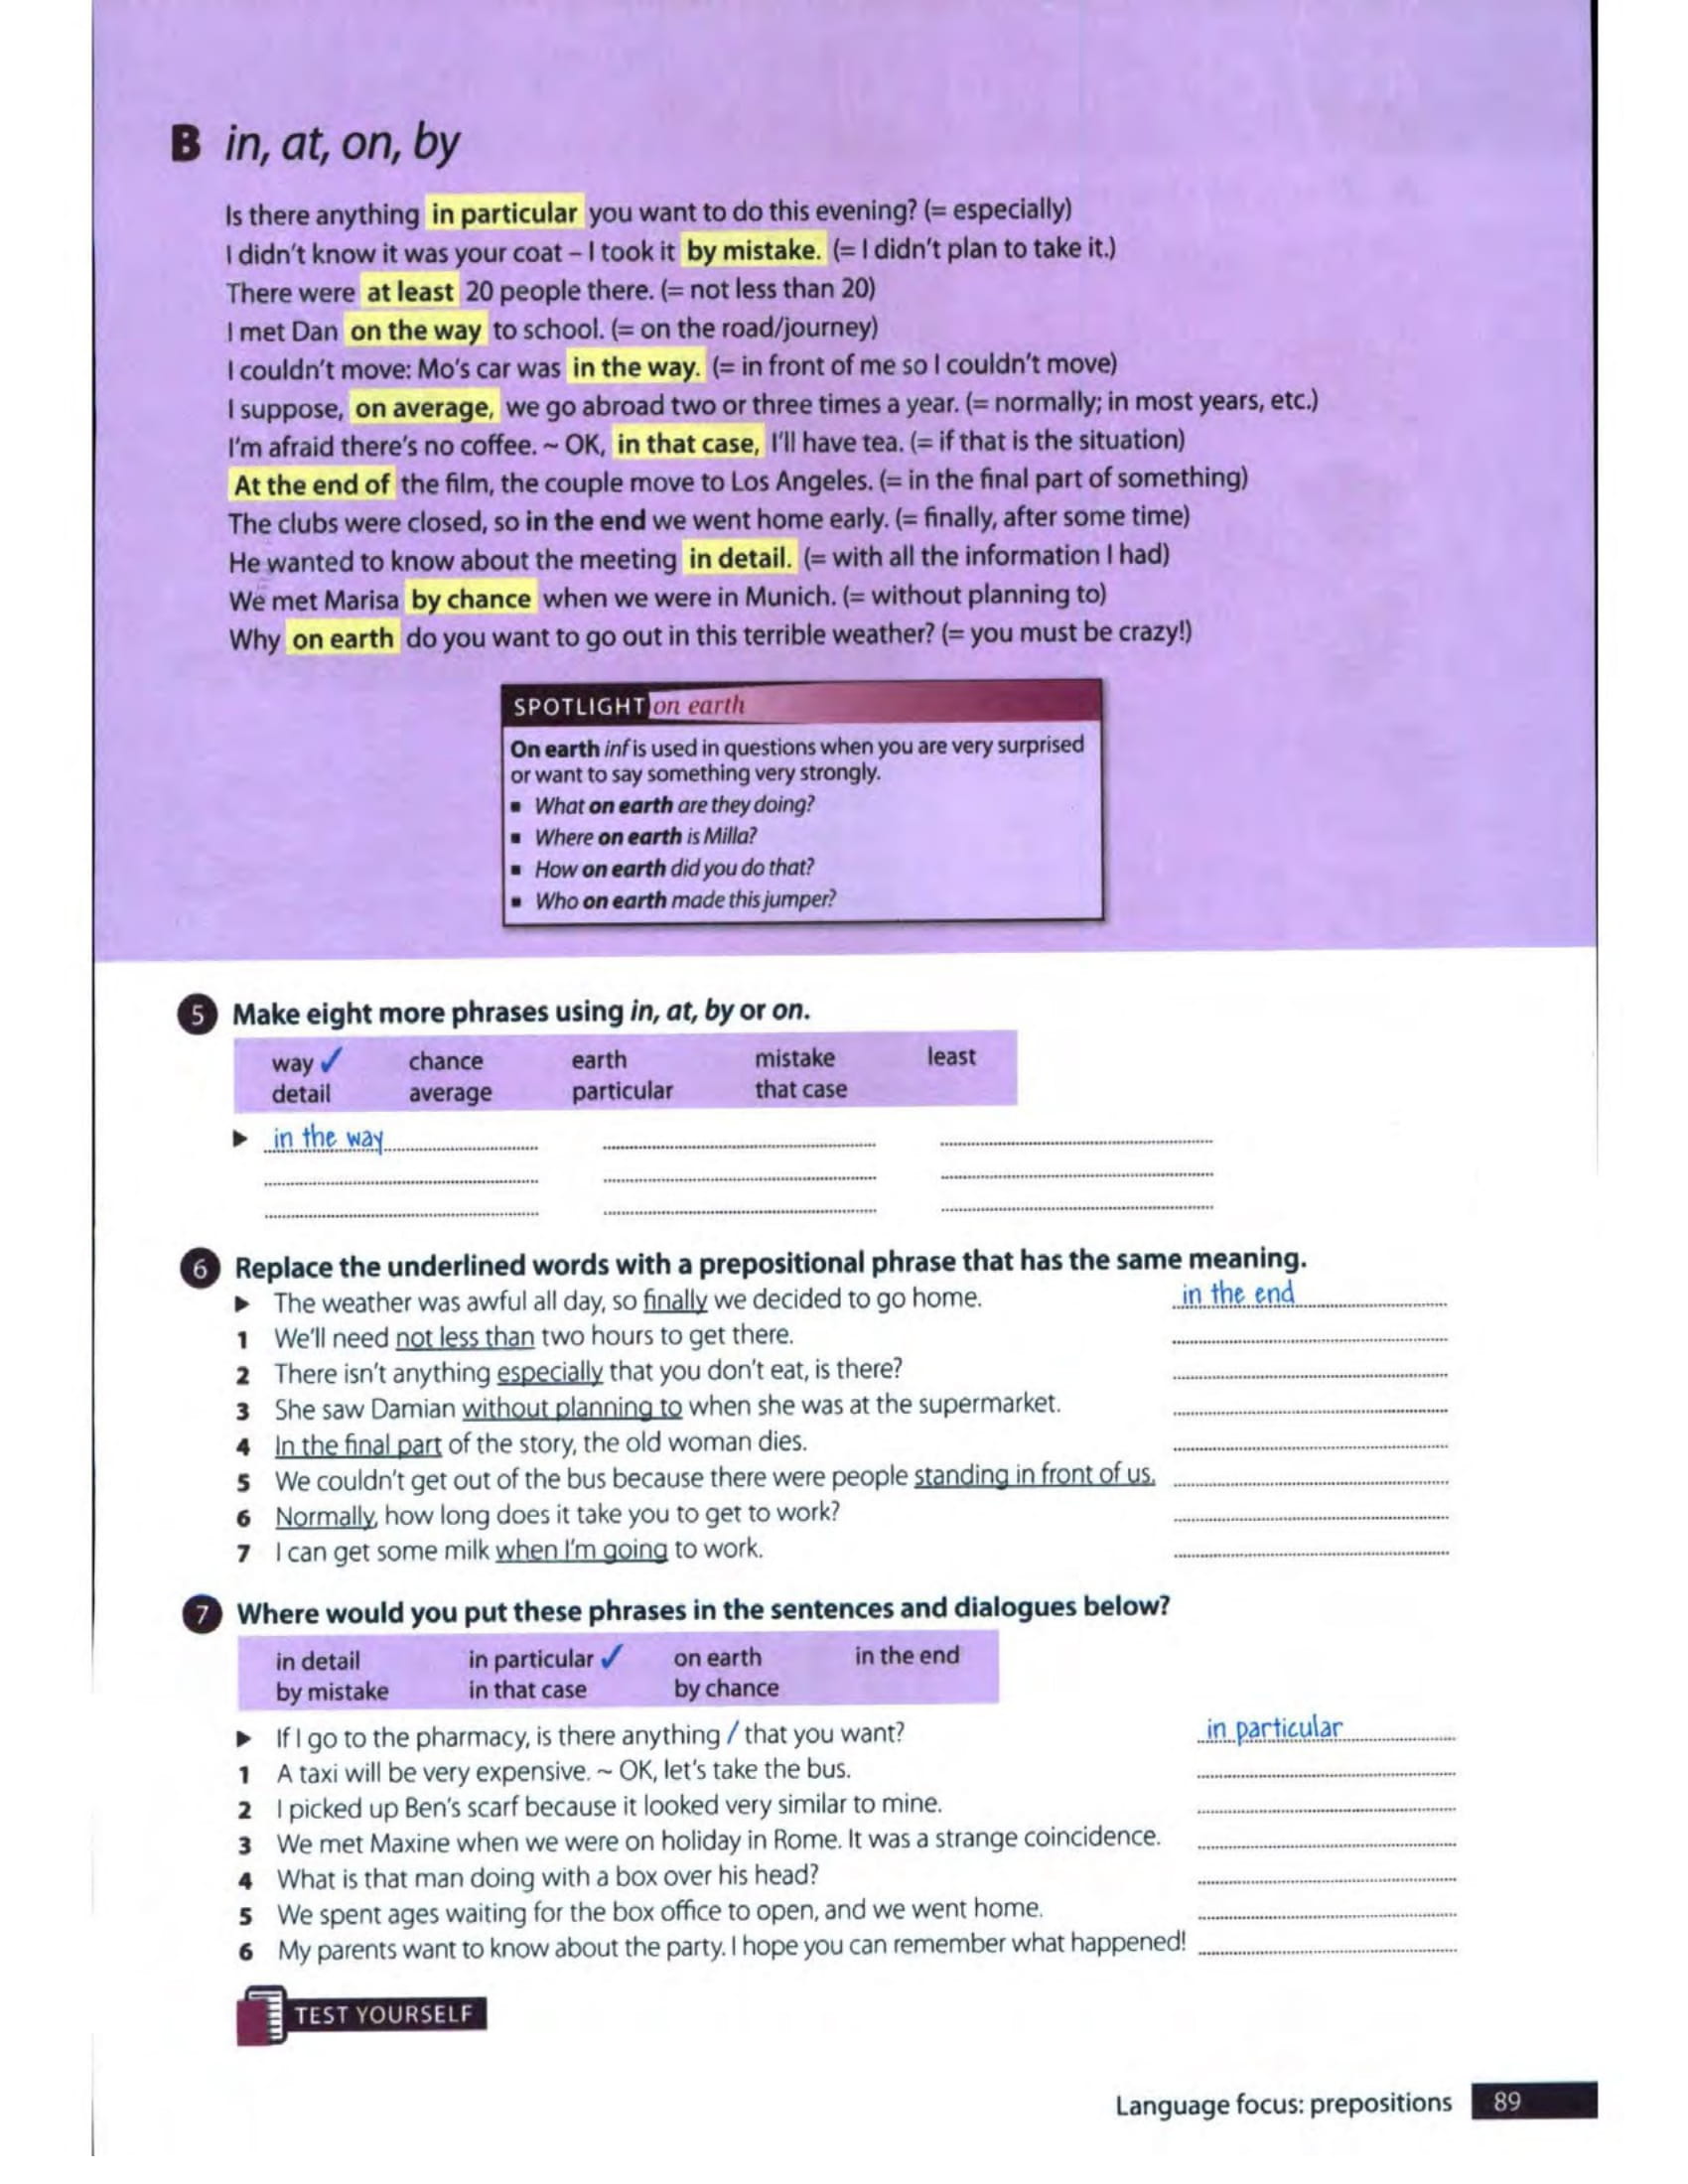 B in, at, on, by
Is there anything in particular you want to do this evening? (= especially)
I didn't know it was your coat – I took it by mistake. (= I didn't plan to take it.)
There were at least 20 people there. (= not less than 20)
I met Dan on the way to school. (= on the road/journey)
I couldn't move: Mo's car was in the way. (= in front of me so I couldn't move)
I suppose, on average, we go abroad two or three times a year. (= normally; in most years, etc.)
I'm afraid there's no coffee. ~ OK, in that case, I'll have tea. (= if that is the situation)
At the end of the film, the couple move to Los Angeles. (= in the final part of something)
The clubs were closed, so in the end we went home early. (= finally, after some time)
He wanted to know about the meeting in detail. (= with all the information I had)
We met Marisa by chance when we were in Munich. (= without planning to)
Why on earth do you want to go out in this terrible weather? (= you must be crazy!)
SPOTLIGHT on earth
On earth inf is used in questions when you are very surprised
or want to say something very strongly.
▪ What on earth are they doing?
▪ Where on earth is Milla?
▪ How on earth did you do that?
▪ Who on earth made this jumper?
5 Make eight more phrases using in, at, by or on.
way ✓ chance earth mistake least
detail average particular that case
▶ in the way
6 Replace the underlined words with a prepositional phrase that has the same meaning.
▶ The weather was awful all day, so finally we decided to go home. in the end
1 We'll need not less than two hours to get there.
2 There isn't anything especially that you don't eat, is there?
3 She saw Damian without planning to when she was at the supermarket.
4 In the final part of the story, the old woman dies.
5 We couldn't get out of the bus because there were people standing in front of us.
6 Normally, how long does it take you to get to work?
7 I can get some milk when I'm going to work.
7 Where would you put these phrases in the sentences and dialogues below?
in detail in particular ✓ on earth in the end
by mistake in that case by chance
▶ If I go to the pharmacy, is there anything / that you want? in particular
1 A taxi will be very expensive. ~ OK, let's take the bus.
2 I picked up Ben's scarf because it looked very similar to mine.
3 We met Maxine when we were on holiday in Rome. It was a strange coincidence.
4 What is that man doing with a box over his head?
5 We spent ages waiting for the box office to open, and we went home.
6 My parents want to know about the party. I hope you can remember what happened!
TEST YOURSELF
Language focus: prepositions 89